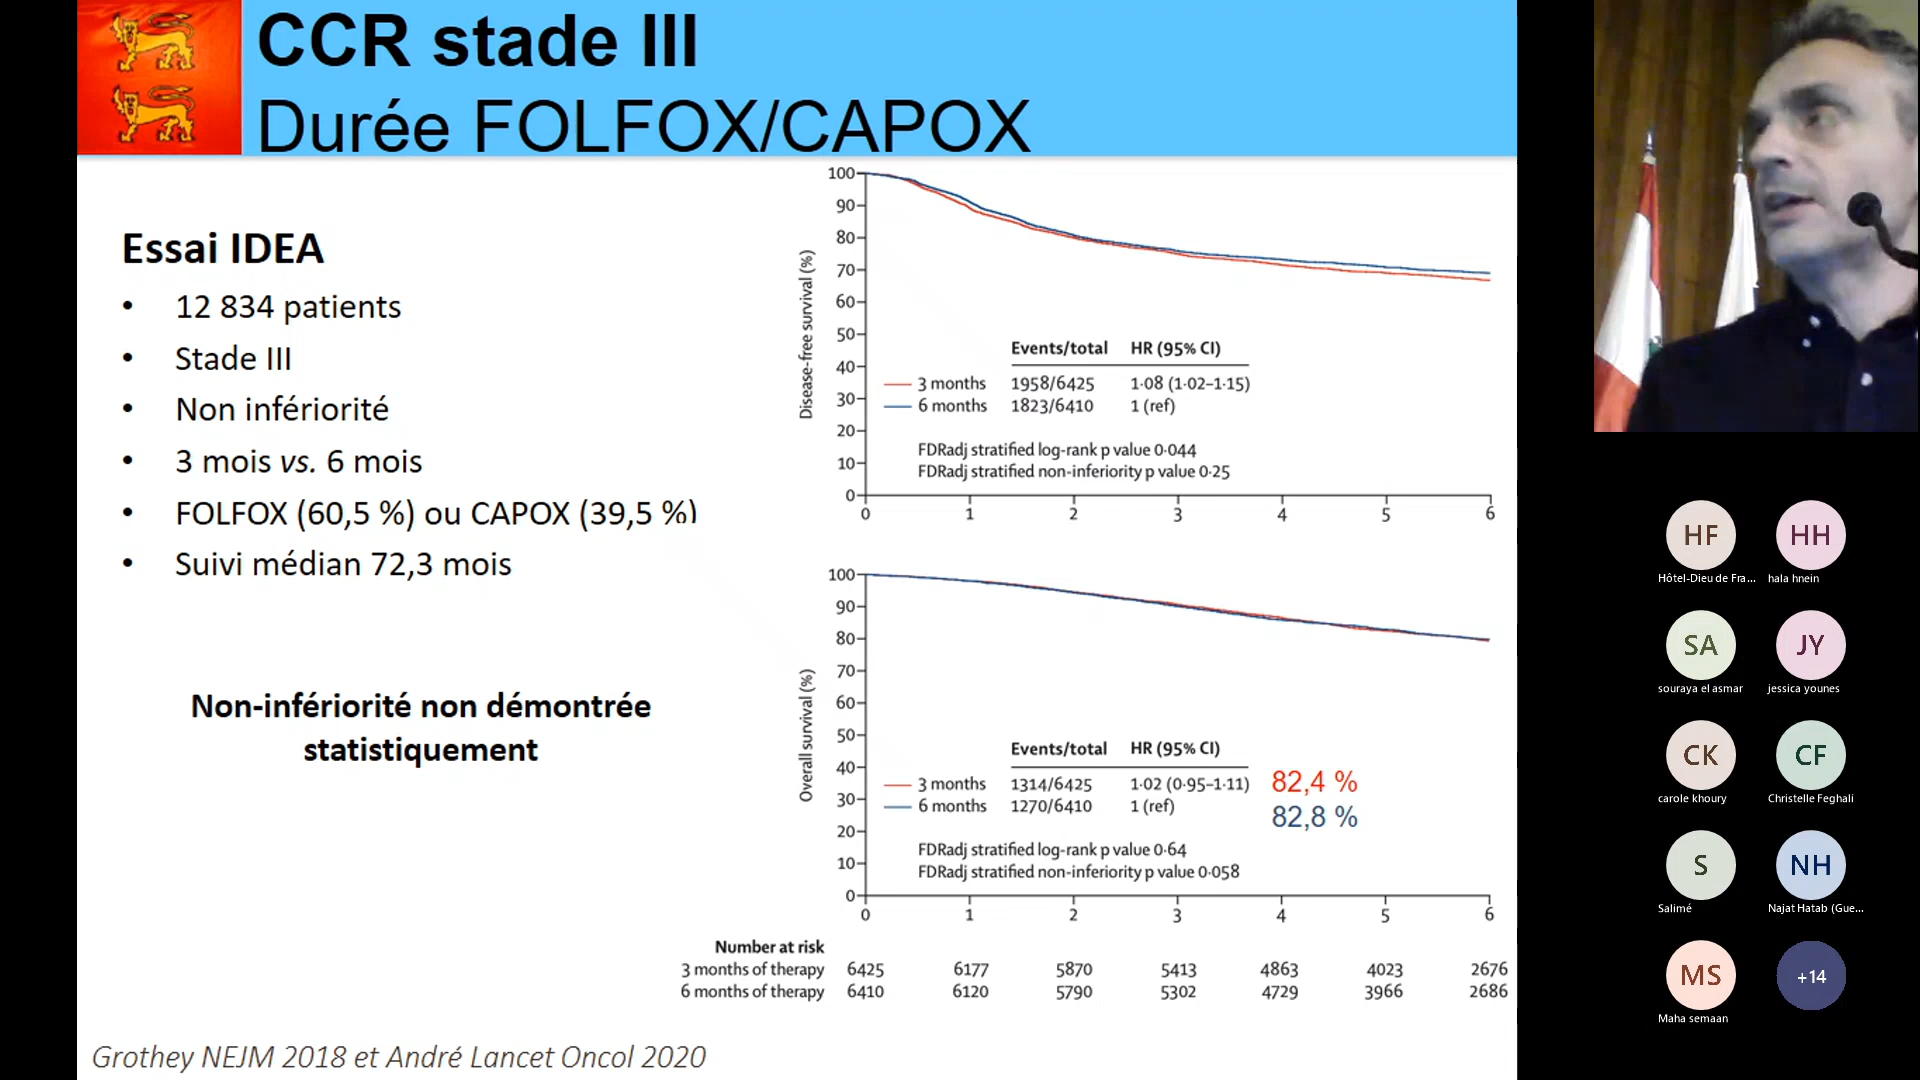 CCR stade III
Durée FOLFOX/CAPOX
Essai IDEA
• 12 834 patients
• Stade III
• Non infériorité
• 3 mois vs. 6 mois
• FOLFOX (60,5 %) ou CAPOX (39,5 %)
• Suivi médian 72,3 mois
Non-infériorité non démontrée
statistiquement
Disease-free survival (%)
100
90
80
70
60
50
40
30
20
10
0
Events/total HR (95% CI)
3 months 1958/6425 1·08 (1·02–1·15)
6 months 1823/6410 1 (ref)
FDRadj stratified log-rank p value 0·044
FDRadj stratified non-inferiority p value 0·25
0 1 2 3 4 5 6
Overall survival (%)
100
90
80
70
60
50
40
30
20
10
0
Events/total HR (95% CI)
3 months 1314/6425 1·02 (0·95–1·11) 82,4 %
6 months 1270/6410 1 (ref) 82,8 %
FDRadj stratified log-rank p value 0·64
FDRadj stratified non-inferiority p value 0·058
0 1 2 3 4 5 6
Number at risk
3 months of therapy 6425 6177 5870 5413 4863 4023 2676
6 months of therapy 6410 6120 5790 5302 4729 3966 2686
Grothey NEJM 2018 et André Lancet Oncol 2020
HF HH
Hôtel-Dieu de Fra... hala hnein
SA JY
souraya el asmar jessica younes
CK CF
carole khoury Christelle Feghali
S NH
Salimé Najat Hatab (Gue...
MS +14
Maha semaan